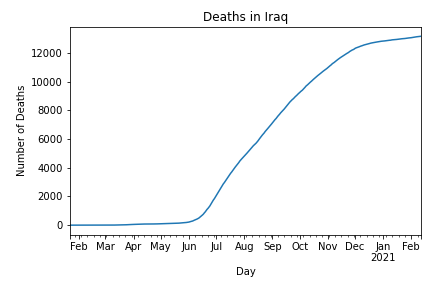 Deaths in Iraq
Number of Deaths
12000
10000
8000
6000
4000
2000
0
Feb Mar Apr May Jun Jul Aug Sep Oct Nov Dec Jan Feb
2021
Day